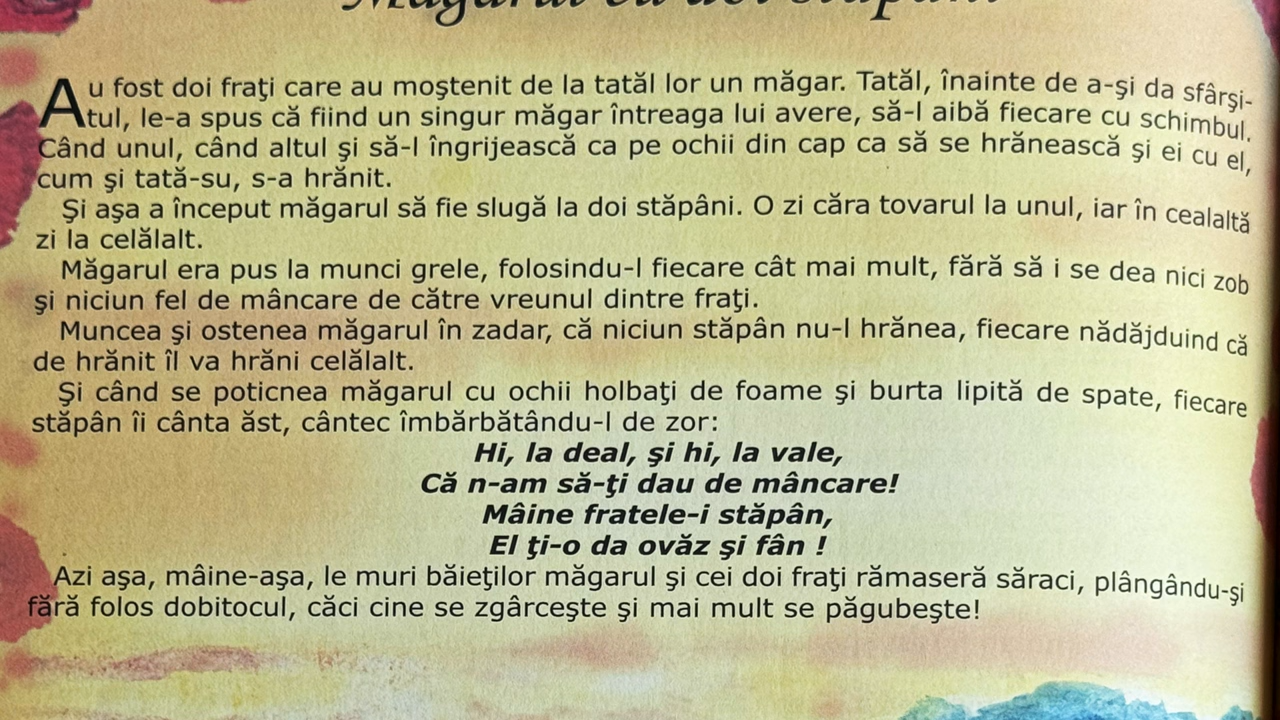 Măgarul cu doi stăpâni
Au fost doi fraţi care au moştenit de la tatăl lor un măgar. Tatăl, înainte de a-şi da sfârşi-
tul, le-a spus că fiind un singur măgar întreaga lui avere, să-l aibă fiecare cu schimbul.
Când unul, când altul şi să-l îngrijească ca pe ochii din cap ca să se hrănească şi ei cu el,
cum şi tată-su, s-a hrănit.
Şi aşa a început măgarul să fie slugă la doi stăpâni. O zi căra tovarul la unul, iar în cealaltă
zi la celălalt.
Măgarul era pus la munci grele, folosindu-l fiecare cât mai mult, fără să i se dea nici zob
şi niciun fel de mâncare de către vreunul dintre fraţi.
Muncea şi ostenea măgarul în zadar, că niciun stăpân nu-l hrănea, fiecare nădăjduind că
de hrănit îl va hrăni celălalt.
Şi când se poticnea măgarul cu ochii holbaţi de foame şi burta lipită de spate, fiecare
stăpân îi cânta ăst, cântec îmbărbătându-l de zor:
Hi, la deal, şi hi, la vale,
Că n-am să-ţi dau de mâncare!
Mâine fratele-i stăpân,
El ţi-o da ovăz şi fân !
Azi aşa, mâine-aşa, le muri băieţilor măgarul şi cei doi fraţi rămaseră săraci, plângându-şi
fără folos dobitocul, căci cine se zgârceşte şi mai mult se păgubeşte!